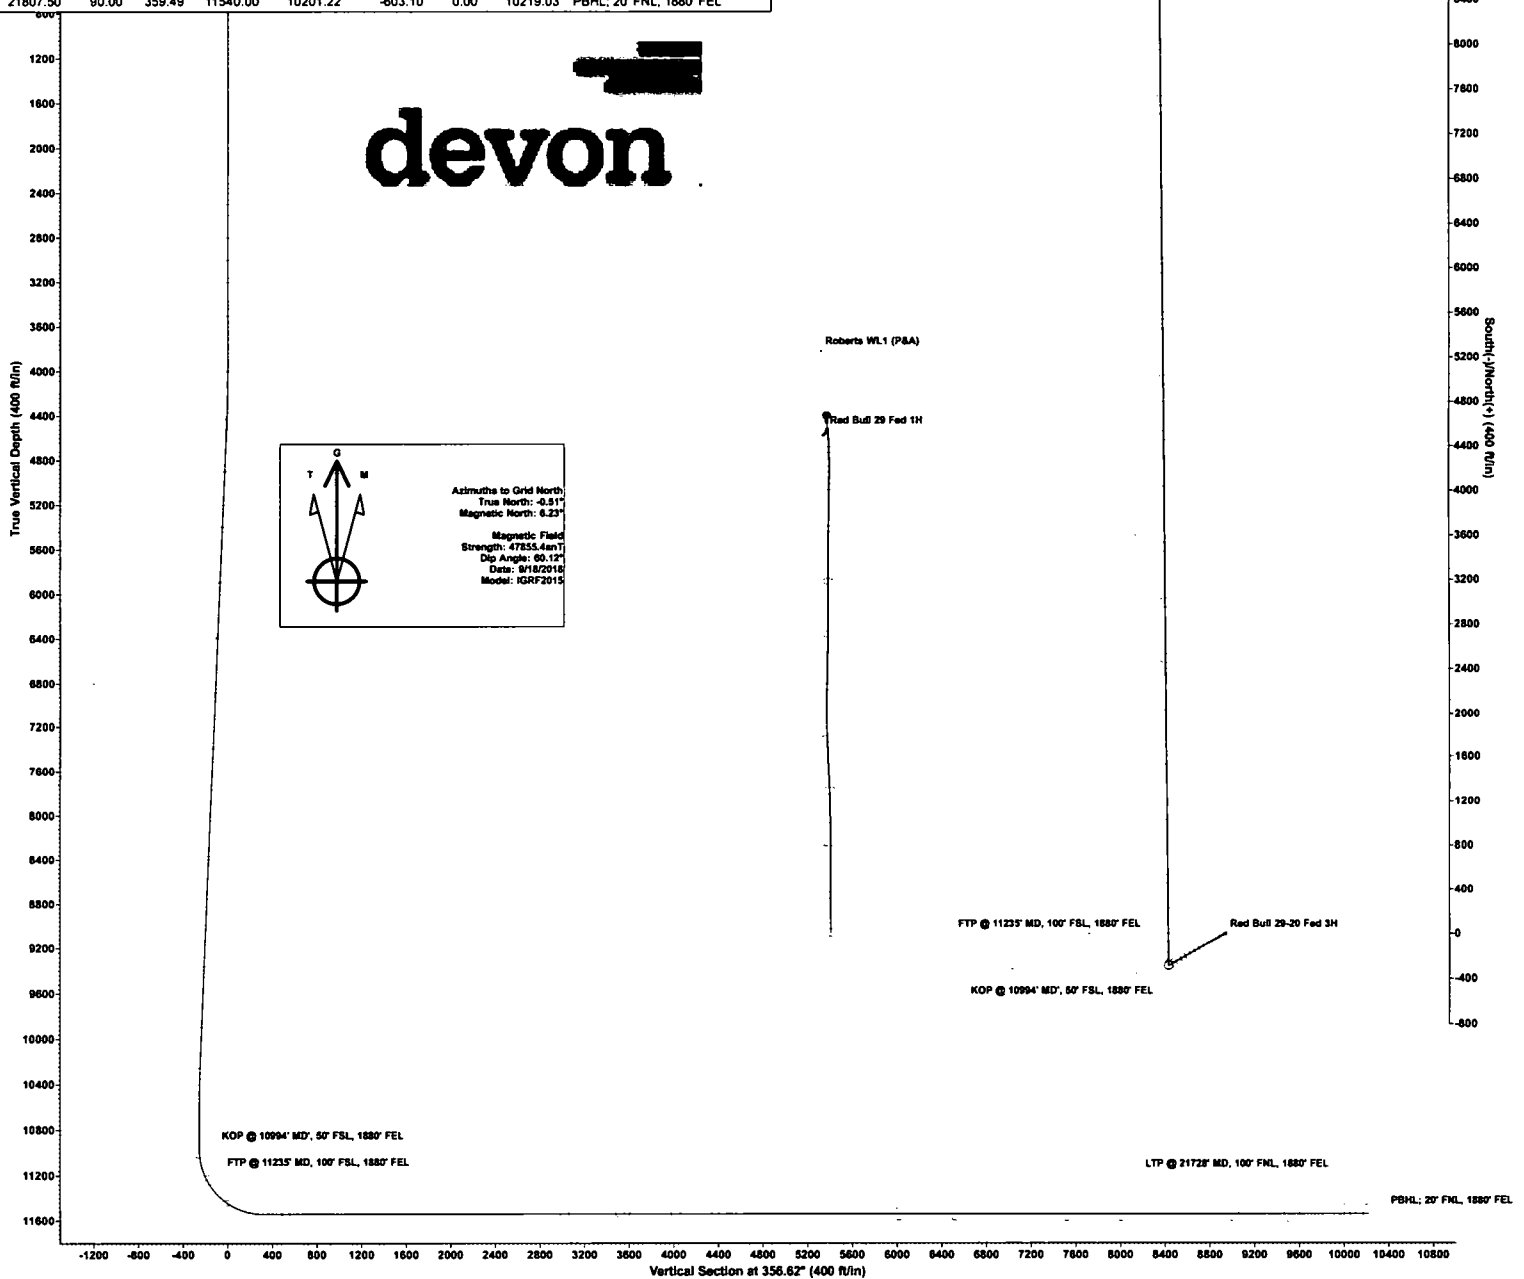 21807.50 90.00 359.49 11540.00 10201.22 -603.10 0.00 10219.03 PBHL; 20' FNL, 1880' FEL
devon
True Vertical Depth (400 ft/in)
800
1200
1600
2000
2400
2800
3200
3600
4000
4400
4800
5200
5600
6000
6400
6800
7200
7600
8000
8400
8800
9200
9600
10000
10400
10800
11200
11600
G
T M
Azimuths to Grid North
True North: -0.51°
Magnetic North: 6.23°
Magnetic Field
Strength: 47855.4snT
Dip Angle: 60.12°
Date: 9/18/2018
Model: IGRF2015
Roberts WL1 (P&A)
Red Bull 29 Fed 1H
FTP @ 11235' MD, 100' FSL, 1880' FEL
Red Bull 29-20 Fed 3H
KOP @ 10994' MD', 50' FSL, 1880' FEL
KOP @ 10994' MD', 50' FSL, 1880' FEL
FTP @ 11235' MD, 100' FSL, 1880' FEL
LTP @ 21728' MD, 100' FNL, 1880' FEL
PBHL; 20' FNL, 1880' FEL
8400
8000
7600
7200
6800
6400
6000
5600
5200
4800
4400
4000
3600
3200
2800
2400
2000
1600
1200
800
400
0
-400
-800
South(-)/North(+) (400 ft/in)
-1200 -800 -400 0 400 800 1200 1600 2000 2400 2800 3200 3600 4000 4400 4800 5200 5600 6000 6400 6800 7200 7600 8000 8400 8800 9200 9600 10000 10400 10800
Vertical Section at 356.62° (400 ft/in)